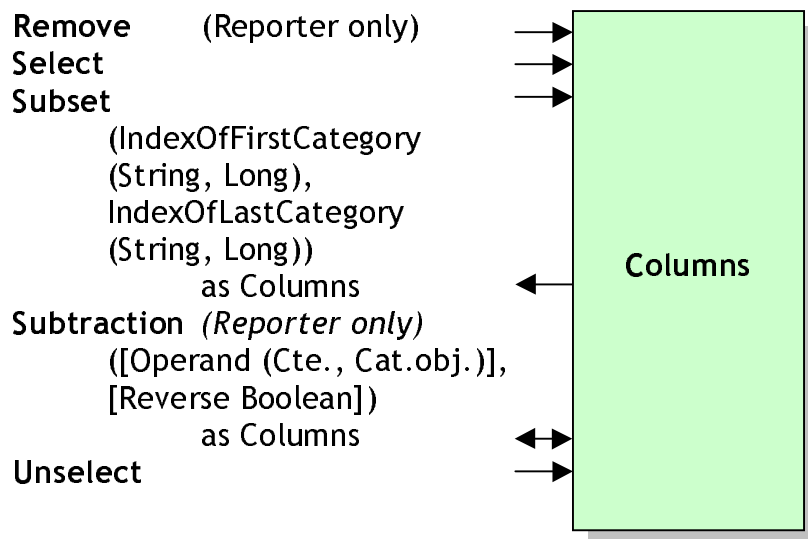 Remove (Reporter only)
Select
Subset
(IndexOfFirstCategory
(String, Long),
IndexOfLastCategory
(String, Long))
as Columns
Subtraction (Reporter only)
([Operand (Cte., Cat.obj.)],
[Reverse Boolean])
as Columns
Unselect
Columns